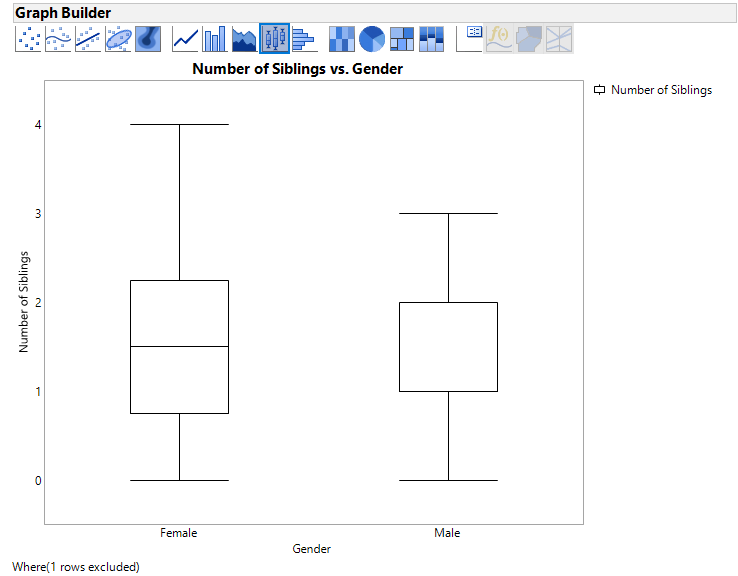 Graph Builder
f(x)
Number of Siblings vs. Gender
Number of Siblings
4
3
2
1
0
Number of Siblings
Female
Male
Gender
Where(1 rows excluded)